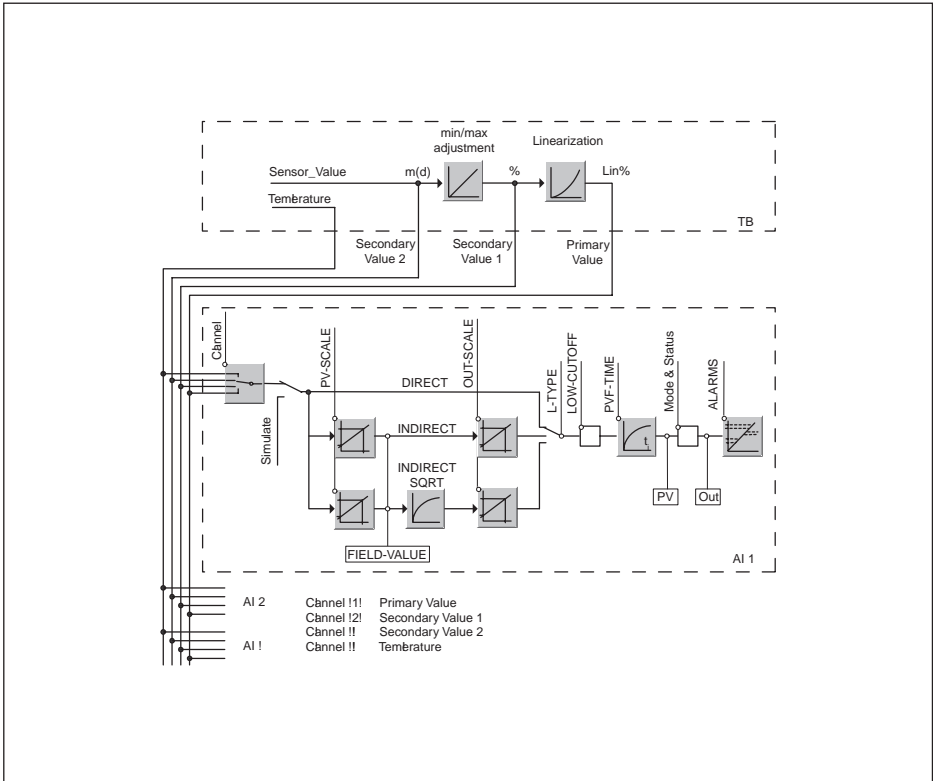 min/max
adjustment
Linearization
Sensor_Value
m(d)
%
Lin%
TB
Secondary
Value 2
Secondary
Value 1
Primary
Value
Channel
Simulate
PV-SCALE
OUT-SCALE
L-TYPE
LOW-CUTOFF
PVF-TIME
Mode & Status
ALARMS
DIRECT
INDIRECT
INDIRECT
SQRT
FIELD-VALUE
PV
Out
AI 1
AI 2
AI !
Channel !1! Primary Value
Channel !2! Secondary Value 1
Channel !! Secondary Value 2
Channel !!